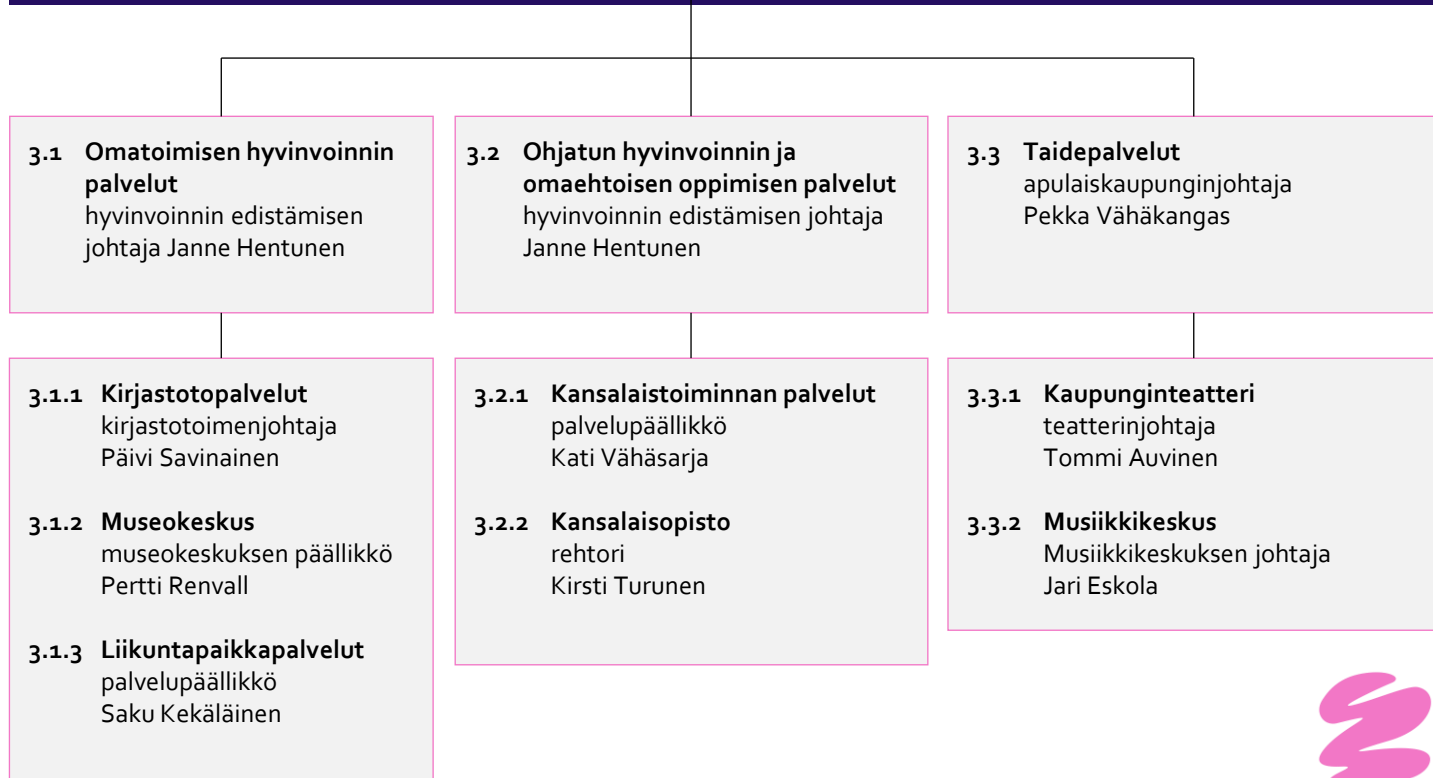 3.1 Omatoimisen hyvinvoinnin
palvelut
hyvinvoinnin edistämisen
johtaja Janne Hentunen
3.2 Ohjatun hyvinvoinnin ja
omaehtoisen oppimisen palvelut
hyvinvoinnin edistämisen johtaja
Janne Hentunen
3.3 Taidepalvelut
apulaiskaupunginjohtaja
Pekka Vähäkangas
3.1.1 Kirjastotopalvelut
kirjastotoimenjohtaja
Päivi Savinainen
3.1.2 Museokeskus
museokeskuksen päällikkö
Pertti Renvall
3.1.3 Liikuntapaikkapalvelut
palvelupäällikkö
Saku Kekäläinen
3.2.1 Kansalaistoiminnan palvelut
palvelupäällikkö
Kati Vähäsarja
3.2.2 Kansalaisopisto
rehtori
Kirsti Turunen
3.3.1 Kaupunginteatteri
teatterinjohtaja
Tommi Auvinen
3.3.2 Musiikkikeskus
Musiikkikeskuksen johtaja
Jari Eskola